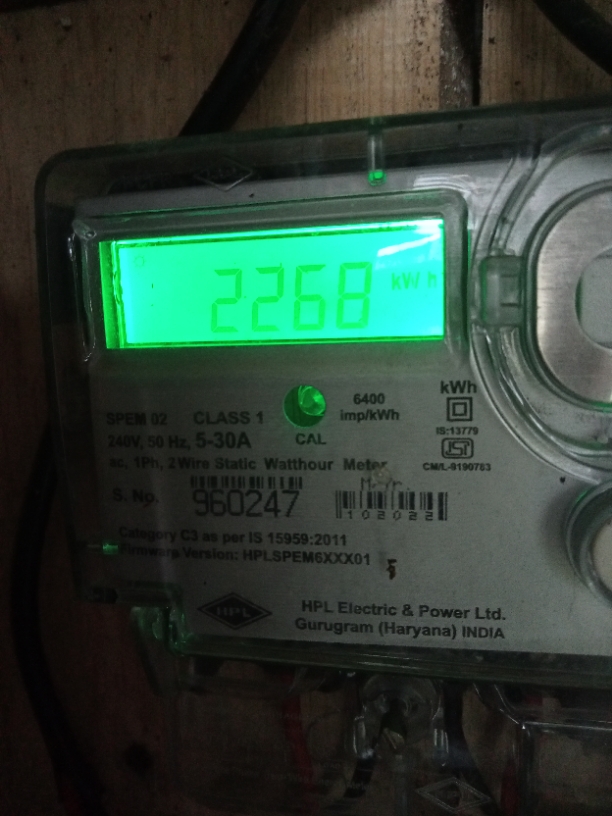 2268 kWh
SPEM 02 CLASS 1
6400
imp/kWh
kWh
240V, 50 Hz, 5-30A
CAL
IS:13779
ISI
CM/L-9190783
ac, 1Ph, 2 Wire Static Watthour Meter
S. No. 960247
102022
Category C3 as per IS 15959:2011
Firmware Version: HPLSPEM6XXX01
HPL
HPL Electric & Power Ltd.
Gurugram (Haryana) INDIA